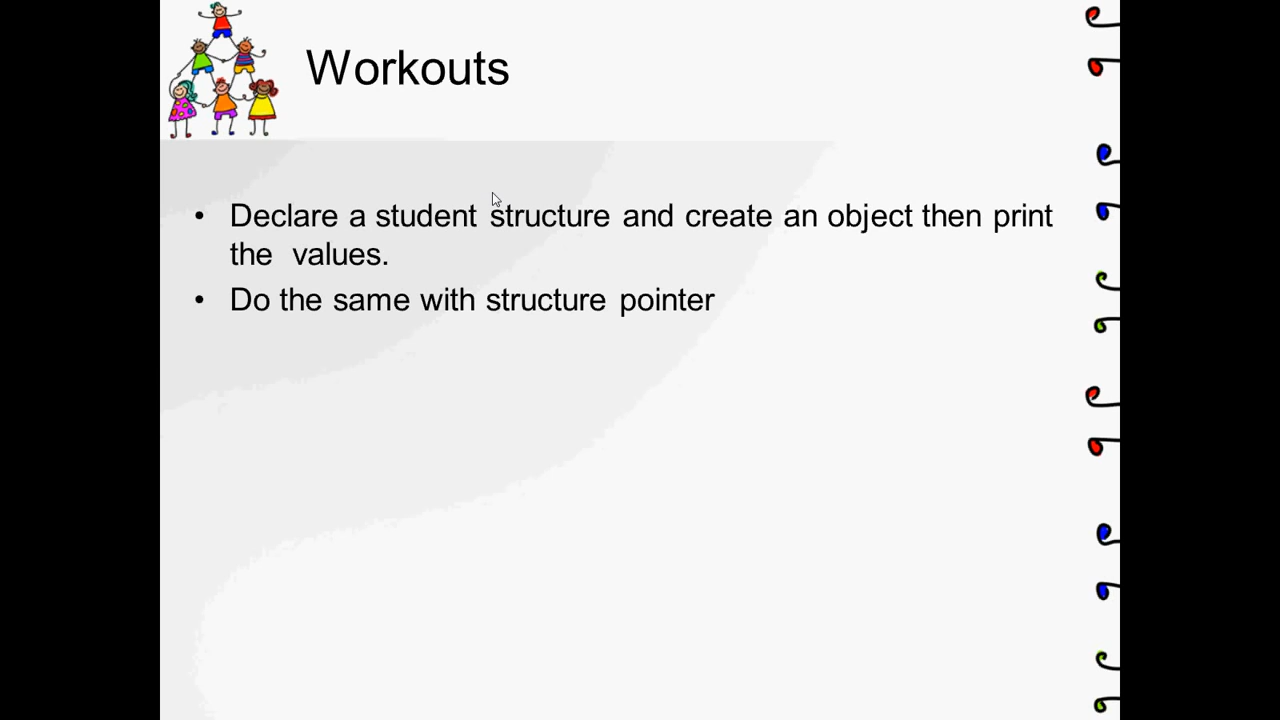 Workouts
• Declare a student structure and create an object then print
the values.
• Do the same with structure pointer